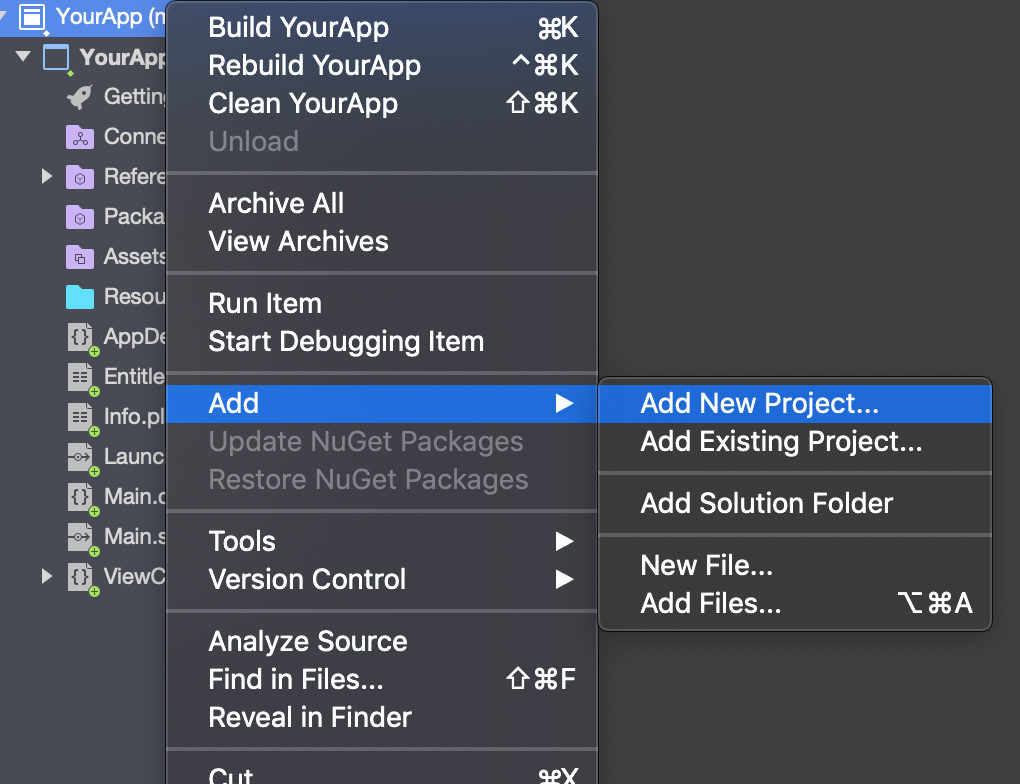 YourApp (m
YourApp
Getting
Conne
Refere
Packa
Assets
Resou
AppDe
Entitle
Info.pl
Launc
Main.c
Main.s
ViewC
Build YourApp ⌘K
Rebuild YourApp ^⌘K
Clean YourApp ⇧⌘K
Unload
Archive All
View Archives
Run Item
Start Debugging Item
Add ▶
Update NuGet Packages
Restore NuGet Packages
Tools ▶
Version Control ▶
Analyze Source
Find in Files... ⇧⌘F
Reveal in Finder
Cut ⌘X
Add New Project...
Add Existing Project...
Add Solution Folder
New File...
Add Files... ⌥⌘A